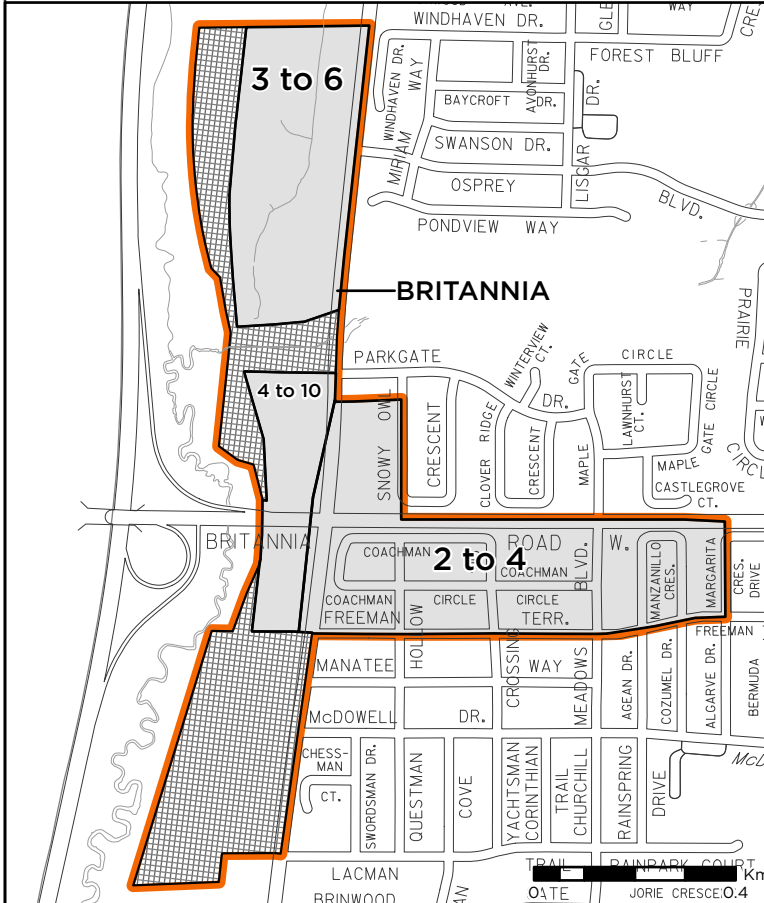 WAY
WINDHAVEN DR.
FOREST BLUFF
3 to 6
WINDHAVEN DR.
MIRIAM WAY
AVONHURST DR.
BAYCROFT
DR.
SWANSON DR.
LISGAR
DR.
OSPREY
BLVD.
PONDVIEW WAY
BRITANNIA
PRAIRIE
CIRCLE
PARKGATE
CIRCLE
WINTERVIEW CT.
GATE
DR.
4 to 10
SNOWY OWL
CRESCENT
CLOVER RIDGE
CRESCENT
MAPLE
LAWNHURST CT.
GATE CIRCLE
MAPLE
CASTLEGROVE CT.
BRITANNIA
ROAD
W.
2 to 4
COACHMAN
COACHMAN
BLVD.
MANZANILLO CRES.
MARGARITA
CRES.
DRIVE
COACHMAN
CIRCLE
CIRCLE
FREEMAN
TERR.
FREEMAN
HOLLOW
CROSSING
MEADOWS
MANATEE
WAY
AGEAN DR.
COZUMEL DR.
ALGARVE DR.
BERMUDA
McDOWELL
DR.
CHESS-
MAN
CT.
SWORDSMAN DR.
QUESTMAN
COVE
YACHTSMAN
CORINTHIAN
TRAIL
CHURCHILL
RAINSPRING
DRIVE
LACMAN
TRAIL
RAINPARK COURT
BRINWOOD
GATE
JORIE CRESCE
Km
0
0.4